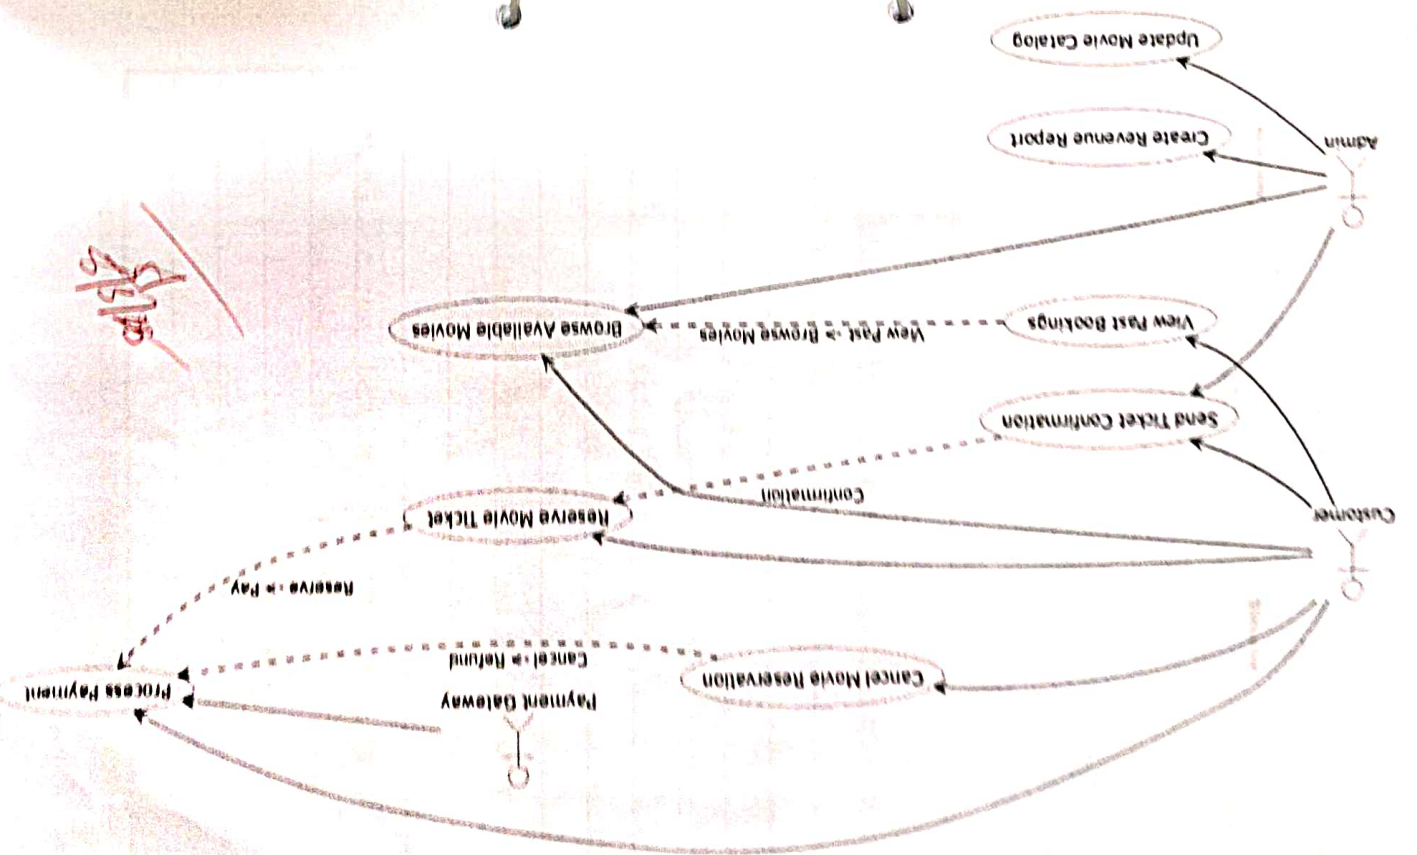 Payment Gateway
Process Payment
Cancel Movie Reservation
Cancel -> Refund
Reserve -> Pay
Customer
Reserve Movie Ticket
Confirmation
Send Ticket Confirmation
View Past Bookings
View Past -> Browse Movies
Browse Available Movies
Admin
Create Revenue Report
Update Movie Catalog